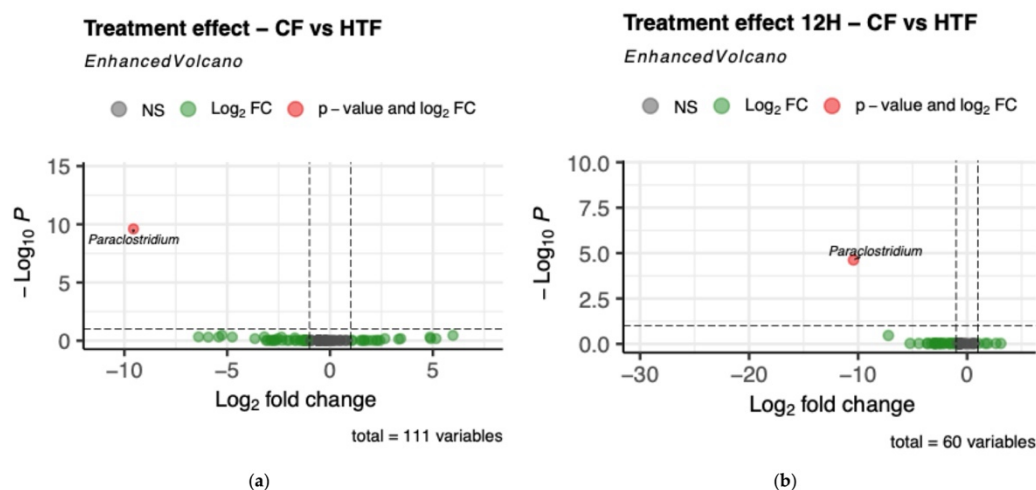 Treatment effect – CF vs HTF
EnhancedVolcano
NS Log2 FC p – value and log2 FC
15
10
5
0
– Log10 P
Paraclostridium
−10 −5 0 5
Log2 fold change
total = 111 variables
(a)
Treatment effect 12H – CF vs HTF
EnhancedVolcano
NS Log2 FC p – value and log2 FC
10.0
7.5
5.0
2.5
0.0
– Log10 P
Paraclostridium
−30 −20 −10 0
Log2 fold change
total = 60 variables
(b)